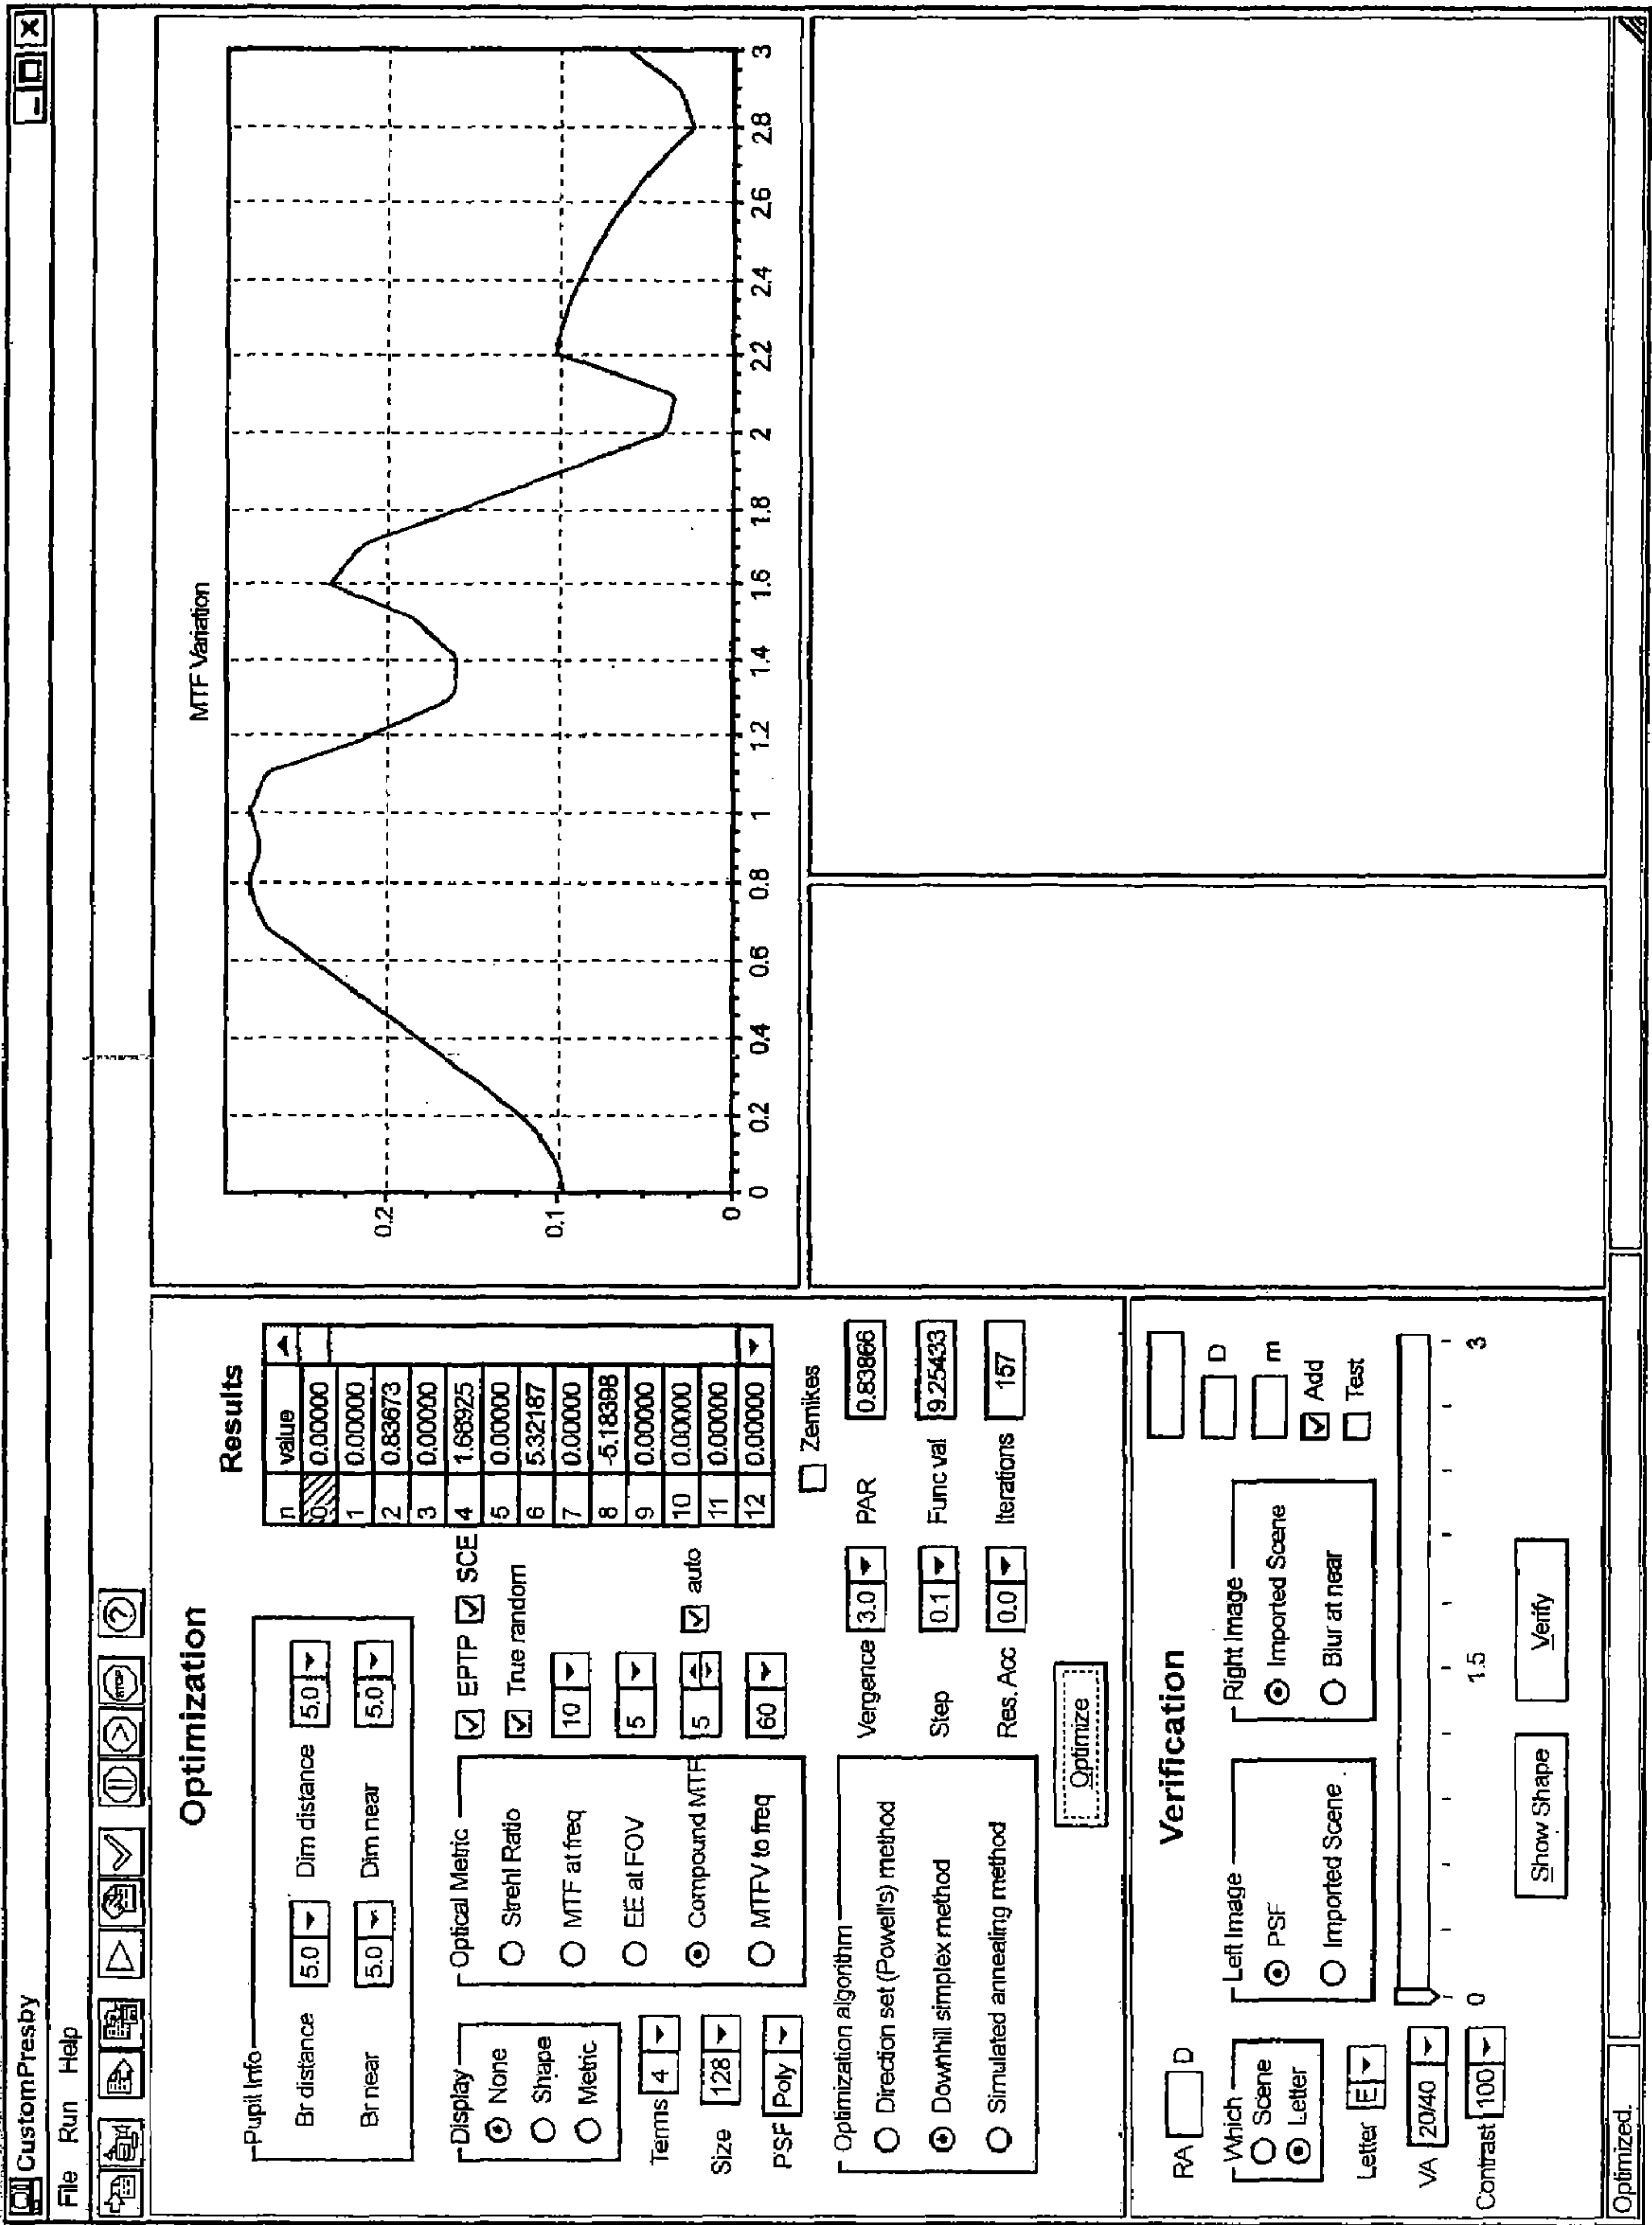 CustomPresby
File Run Help
STOP ?
Optimization
Pupil Info
Br distance 5.0 Dim distance 5.0
Br near 5.0 Dim near 5.0
Display
None
Shape
Metric
Terms 4
Size 128
PSF Poly
Optical Metric
Strehl Ratio
MTF at freq
EE at FOV
Compound MTF
MTFV to freq
EPTP SCE
True random
10
5
5 auto
60
Results
n value
0 0.00000
1 0.00000
2 0.83673
3 0.00000
4 1.68925
5 0.00000
6 5.32187
7 0.00000
8 -5.18398
9 0.00000
10 0.00000
11 0.00000
12 0.00000
Zernikes
Optimization algorithm
Direction set (Powell's) method
Downhill simplex method
Simulated annealing method
Vergence 3.0 PAR 0.83866
Step 0.1 Func val 9.25433
Res. Acc 0.0 Iterations 157
Optimize
MTF Variation
0.2
0.1
0
0 0.2 0.4 0.6 0.8 1 1.2 1.4 1.6 1.8 2 2.2 2.4 2.6 2.8 3
Verification
RA D
Which
Scene
Letter
Letter E
VA 20/40
Contrast 100
Left Image
PSF
Imported Scene
Right Image
Imported Scene
Blur at near
D
m
Add
Test
0 1.5 3
Show Shape Verify
Optimized.